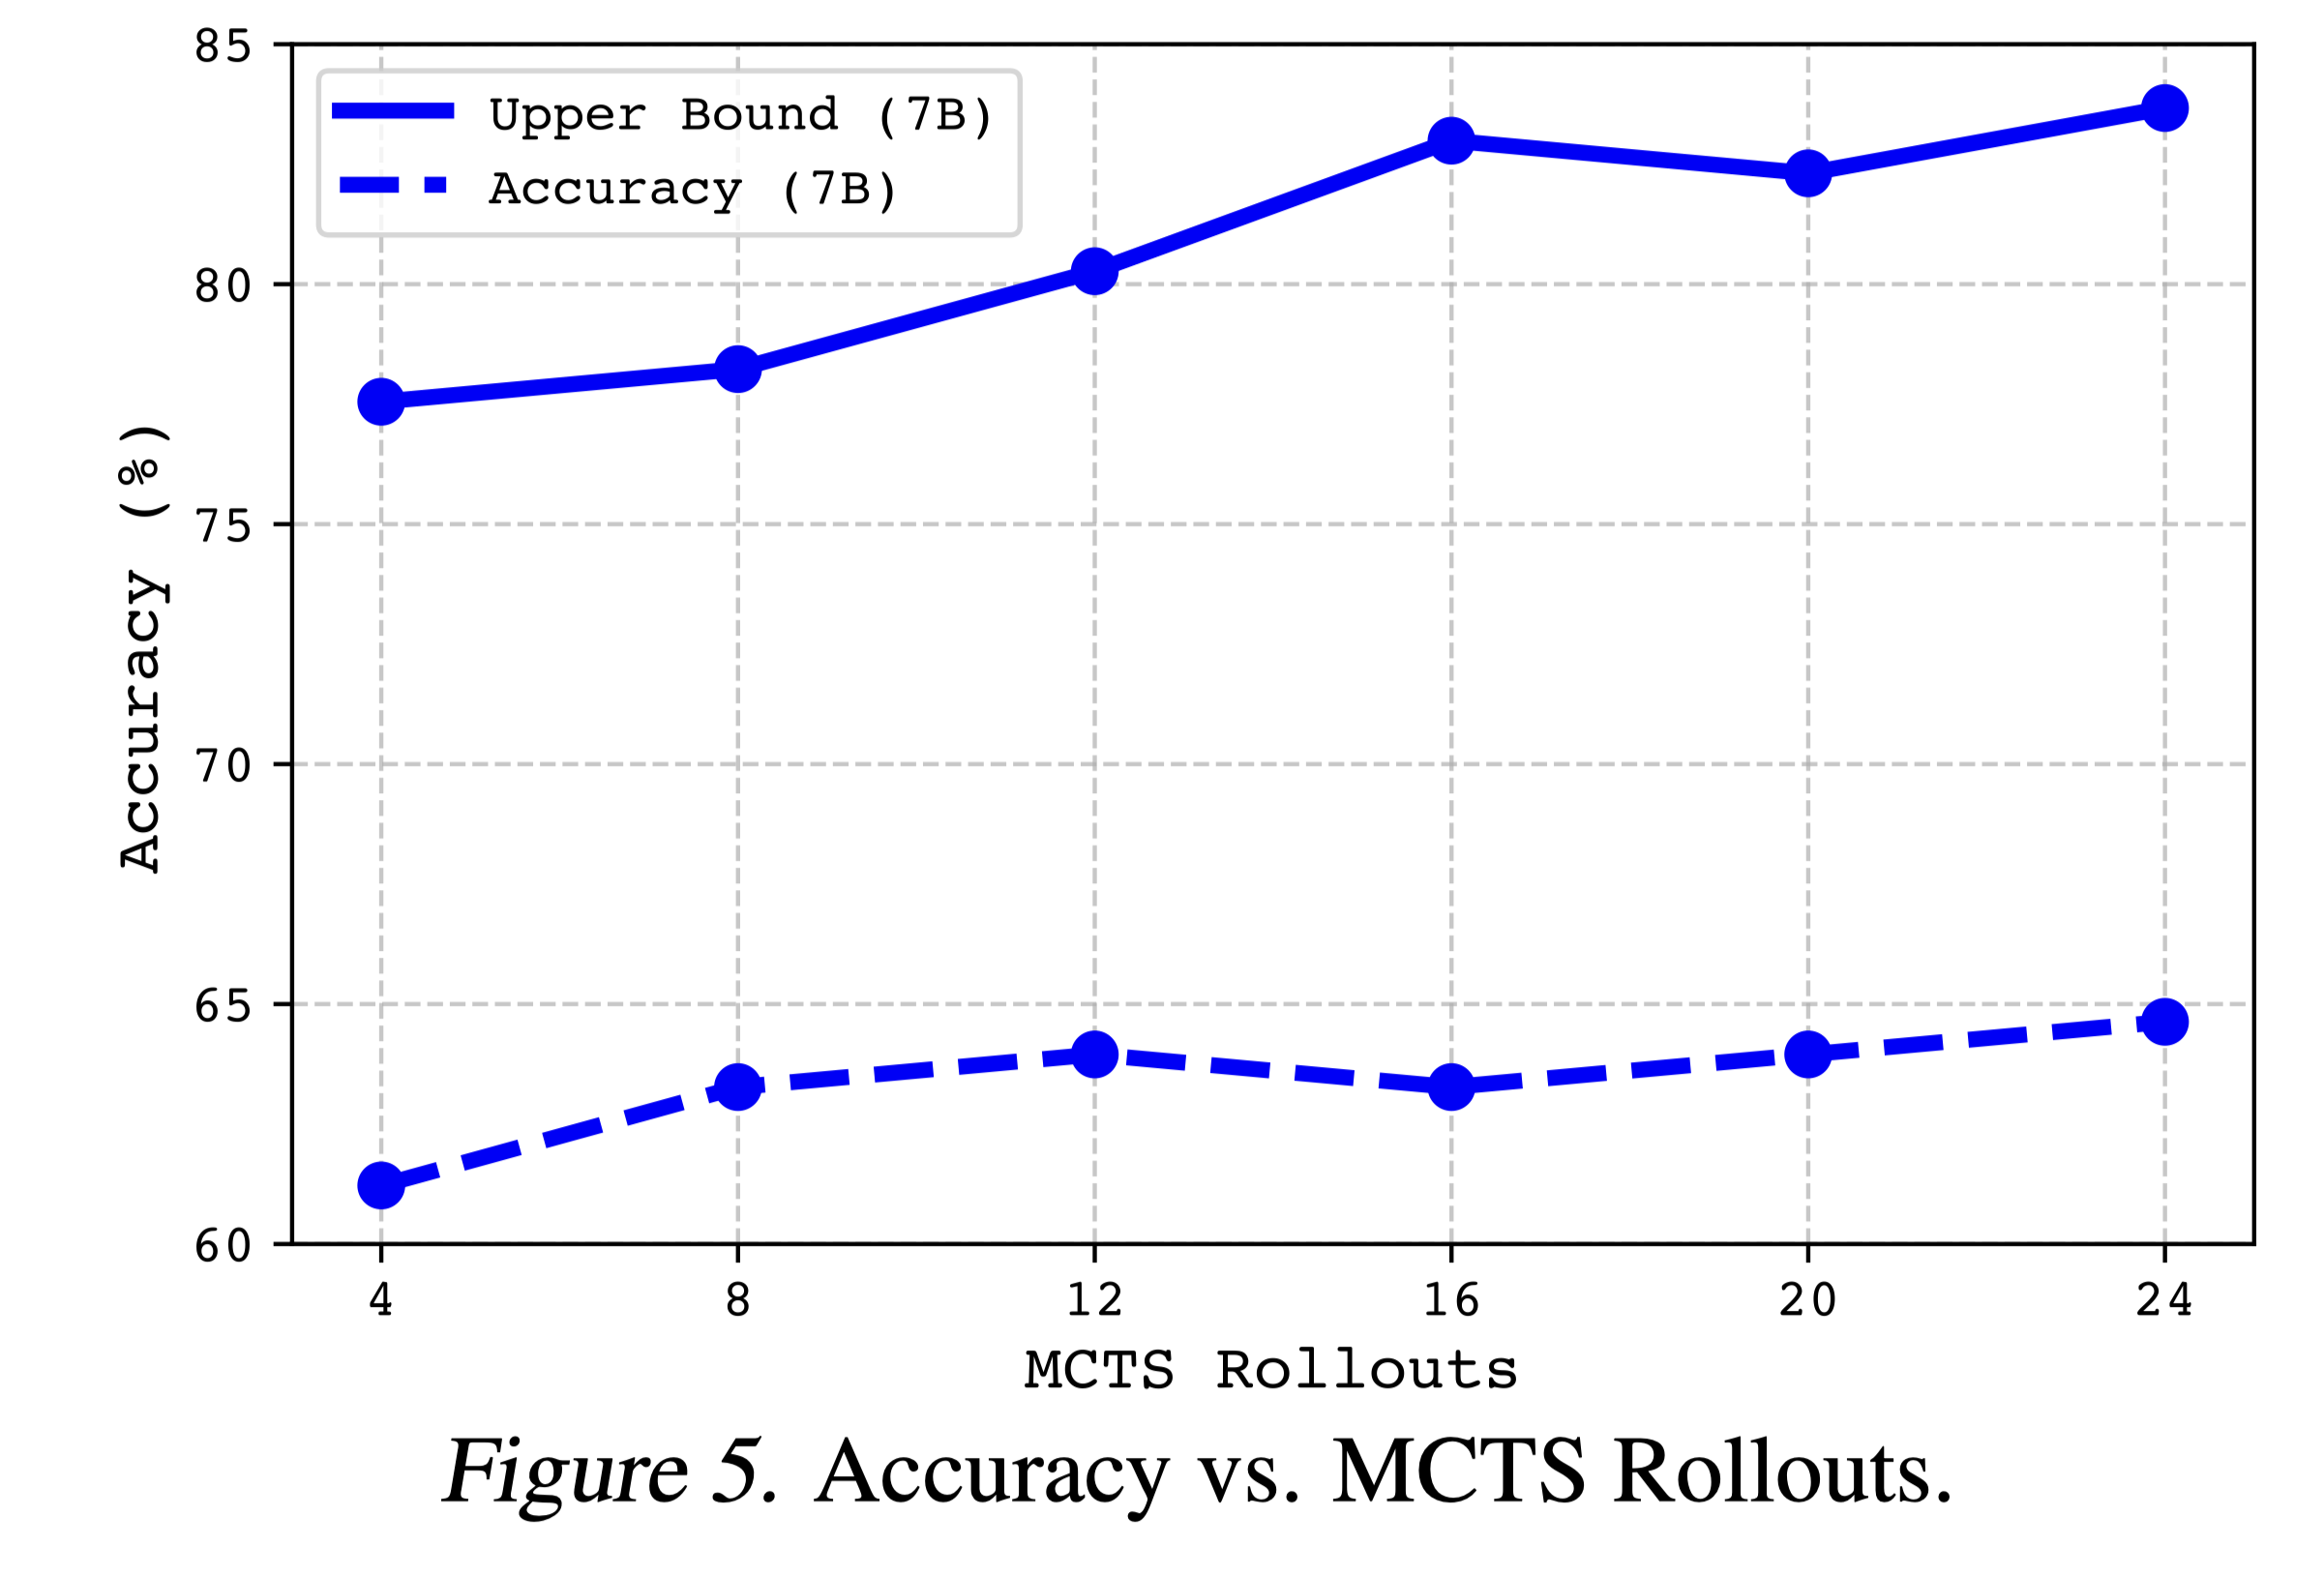 85
Upper Bound (7B)
Accuracy (7B)
80
75
70
65
60
Accuracy (%)
4 8 12 16 20 24
MCTS Rollouts
Figure 5. Accuracy vs. MCTS Rollouts.